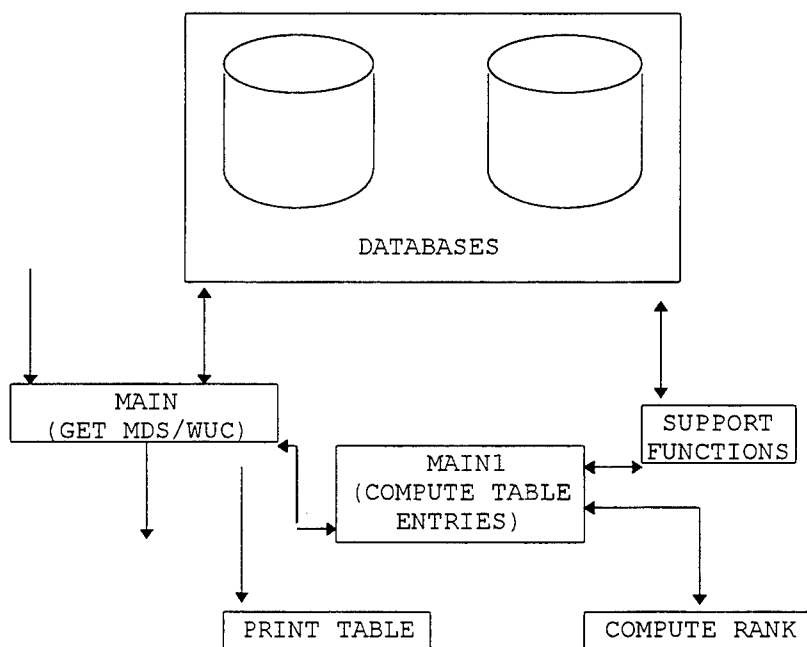 DATABASES
MAIN
(GET MDS/WUC)
SUPPORT
FUNCTIONS
MAIN1
(COMPUTE TABLE
ENTRIES)
PRINT TABLE
COMPUTE RANK